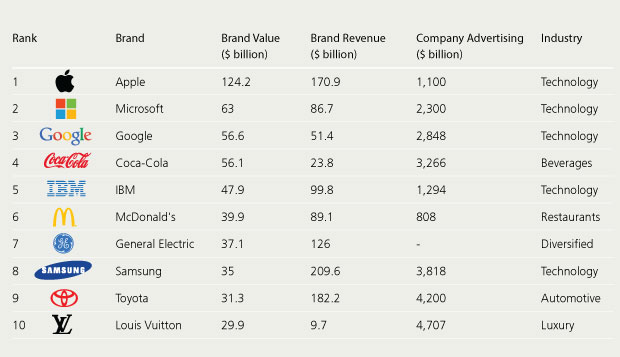 Rank Brand Brand Value ($ billion) Brand Revenue ($ billion) Company Advertising ($ billion) Industry
1 Apple 124.2 170.9 1,100 Technology
2 Microsoft 63 86.7 2,300 Technology
3 Google Google 56.6 51.4 2,848 Technology
4 Coca-Cola Coca-Cola 56.1 23.8 3,266 Beverages
5 IBM IBM 47.9 99.8 1,294 Technology
6 M McDonald's 39.9 89.1 808 Restaurants
7 GE General Electric 37.1 126 - Diversified
8 SAMSUNG Samsung 35 209.6 3,818 Technology
9 Toyota 31.3 182.2 4,200 Automotive
10 LV Louis Vuitton 29.9 9.7 4,707 Luxury